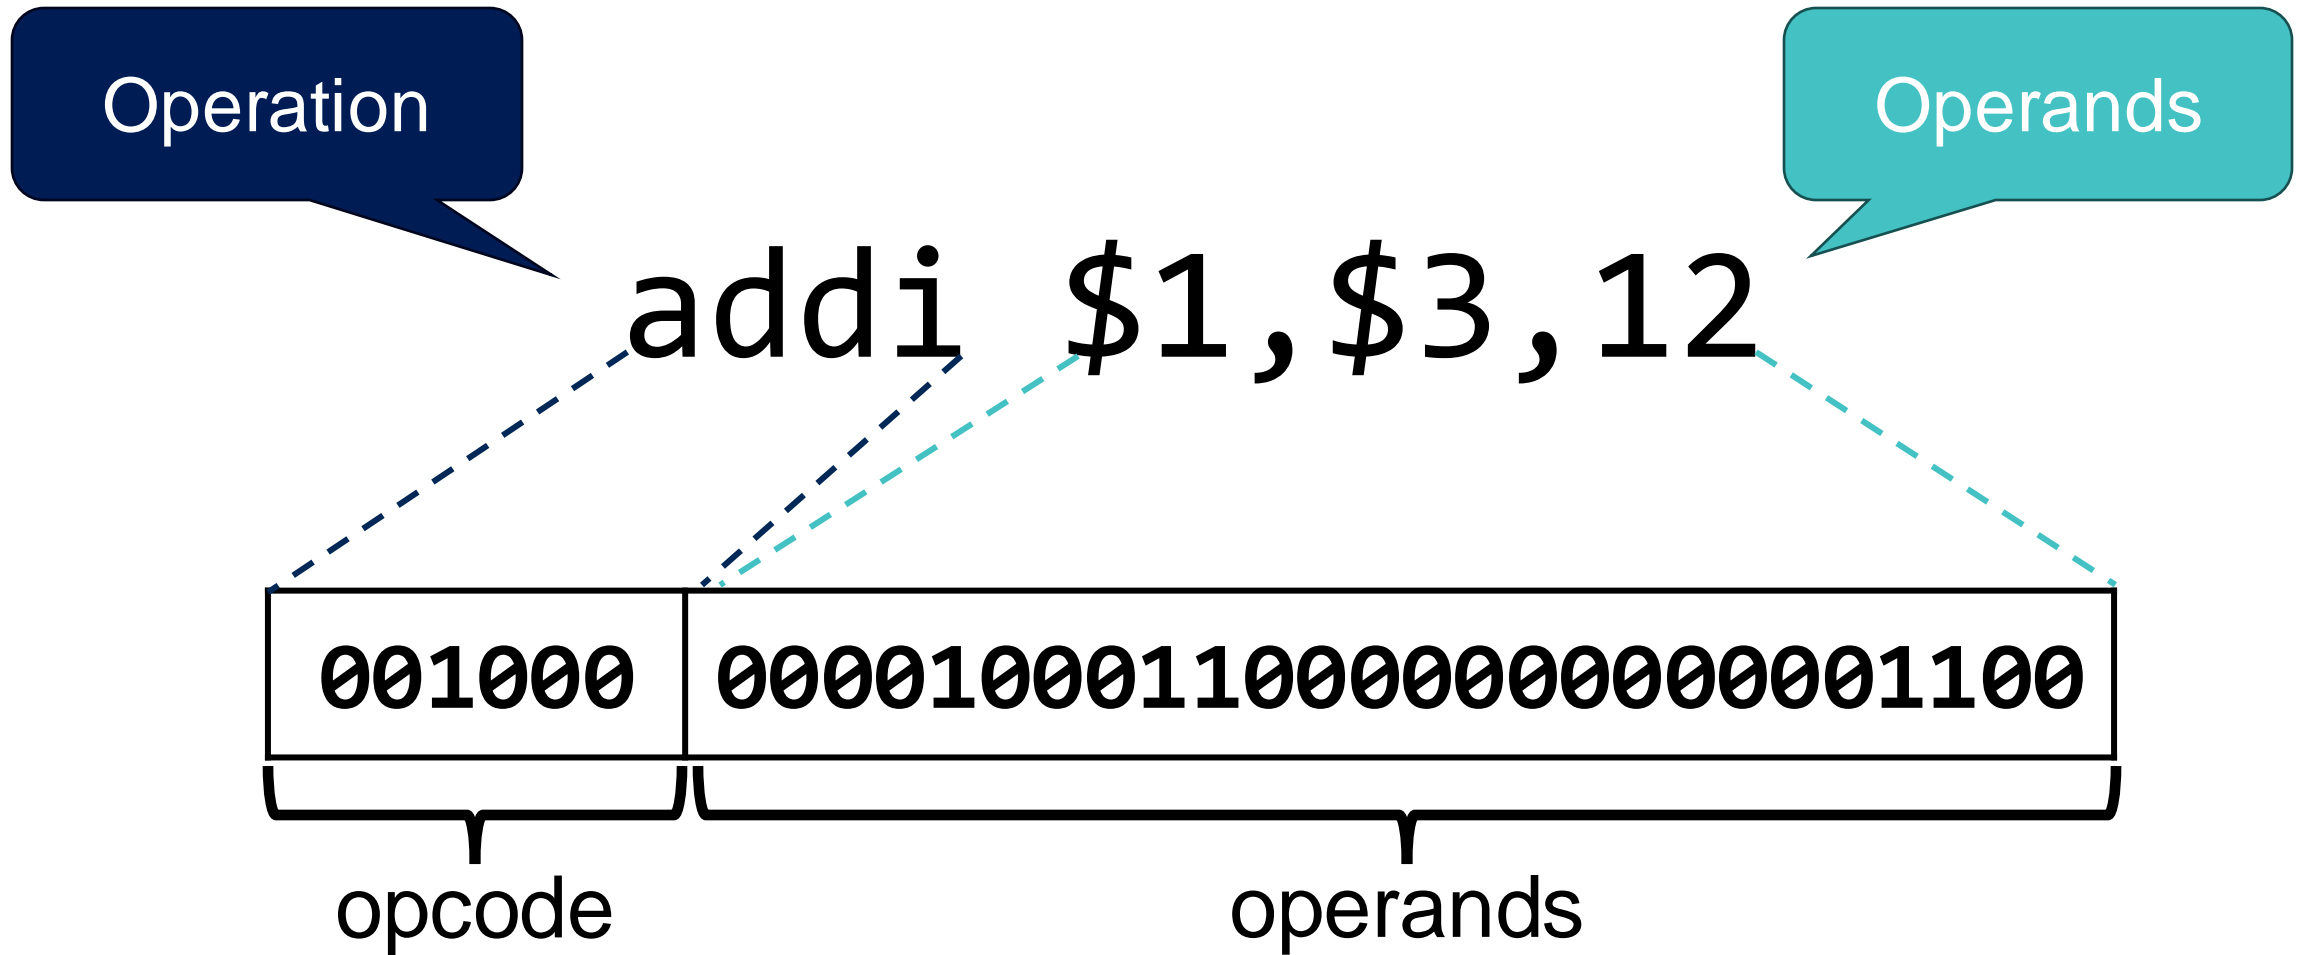 Operation
Operands
addi $1,$3,12
001000 00001000110000000000001100
opcode operands